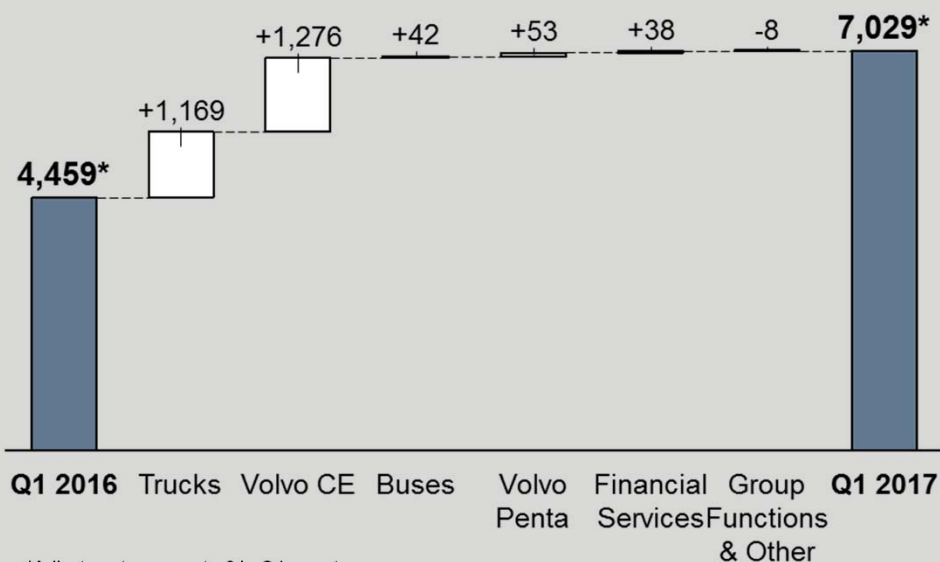 +1,276 +42 +53 +38 -8 7,029*
+1,169
4,459*
Q1 2016 Trucks Volvo CE Buses Volvo Financial Group Q1 2017
Penta Services Functions
& Other